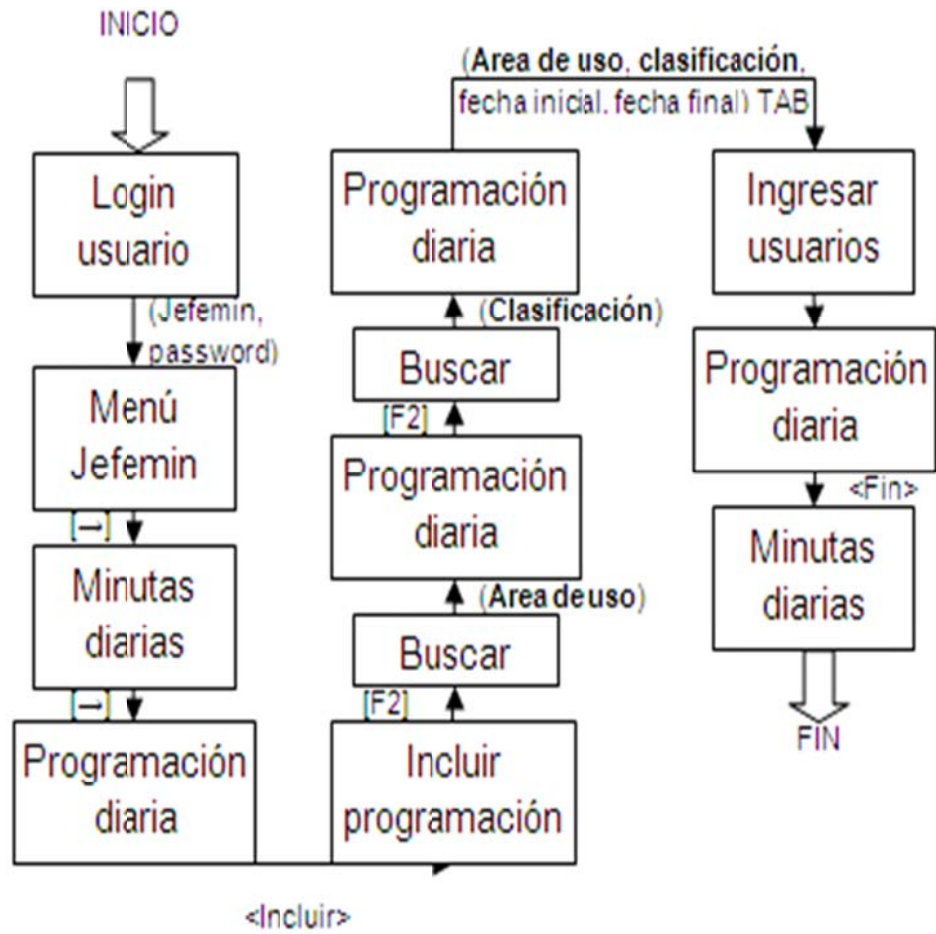 INICIO
Login
usuario
(Jefemin,
password)
Menú
Jefemin
[→]
Minutas
diarias
[→]
Programación
diaria
<Incluir>
Incluir
programación
[F2]
Buscar
(Area de uso)
Programación
diaria
[F2]
Buscar
(Clasificación)
Programación
diaria
(Area de uso, clasificación,
fecha inicial, fecha final) TAB
Ingresar
usuarios
Programación
diaria
<Fin>
Minutas
diarias
FIN